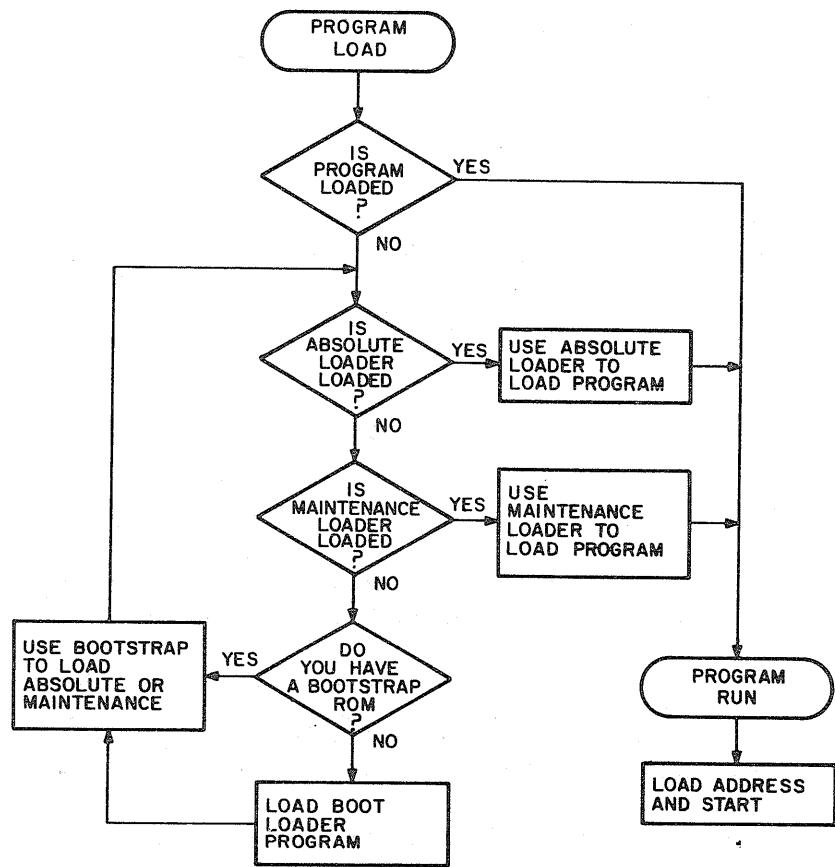 PROGRAM
LOAD
IS
PROGRAM
LOADED
?
YES
NO
IS
ABSOLUTE
LOADER
LOADED
?
YES
NO
USE ABSOLUTE
LOADER TO
LOAD PROGRAM
IS
MAINTENANCE
LOADER
LOADED
?
YES
NO
USE
MAINTENANCE
LOADER TO
LOAD PROGRAM
DO
YOU HAVE
A BOOTSTRAP
ROM
?
YES
NO
USE BOOTSTRAP
TO LOAD
ABSOLUTE OR
MAINTENANCE
LOAD BOOT
LOADER
PROGRAM
PROGRAM
RUN
LOAD ADDRESS
AND START